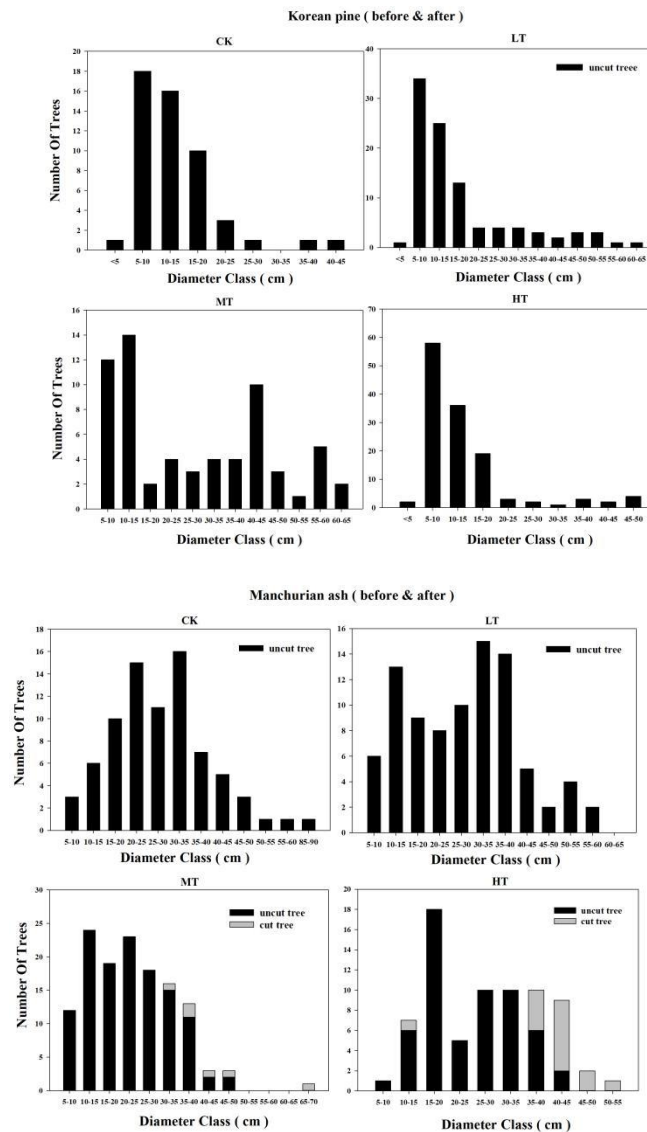 Korean pine ( before & after )
CK
LT
20
18
16
14
12
10
8
6
4
2
0
Number Of Trees
<5 5-10 10-15 15-20 20-25 25-30 30-35 35-40 40-45
Diameter Class ( cm )
40
30
20
10
0
uncut treee
<5 5-10 10-15 15-20 20-25 25-30 30-35 35-40 40-45 45-50 50-55 55-60 60-65
Diameter Class ( cm )
MT
HT
16
14
12
10
8
6
4
2
0
Number Of Trees
5-10 10-15 15-20 20-25 25-30 30-35 35-40 40-45 45-50 50-55 55-60 60-65
Diameter Class ( cm )
70
60
50
40
30
20
10
0
<5 5-10 10-15 15-20 20-25 25-30 30-35 35-40 40-45 45-50
Diameter Class ( cm )
Manchurian ash ( before & after )
CK
LT
18
16
14
12
10
8
6
4
2
0
Number Of Trees
uncut tree
5-10 10-15 15-20 20-25 25-30 30-35 35-40 40-45 45-50 50-55 55-60 85-90
Diameter Class ( cm )
16
14
12
10
8
6
4
2
0
uncut tree
5-10 10-15 15-20 20-25 25-30 30-35 35-40 40-45 45-50 50-55 55-60 60-65
Diameter Class ( cm )
MT
HT
30
25
20
15
10
5
0
Number Of Trees
uncut tree
cut tree
5-10 10-15 15-20 20-25 25-30 30-35 35-40 40-45 45-50 50-55 55-60 60-65 65-70
Diameter Class ( cm )
20
18
16
14
12
10
8
6
4
2
0
uncut tree
cut tree
5-10 10-15 15-20 20-25 25-30 30-35 35-40 40-45 45-50 50-55
Diameter Class ( cm )